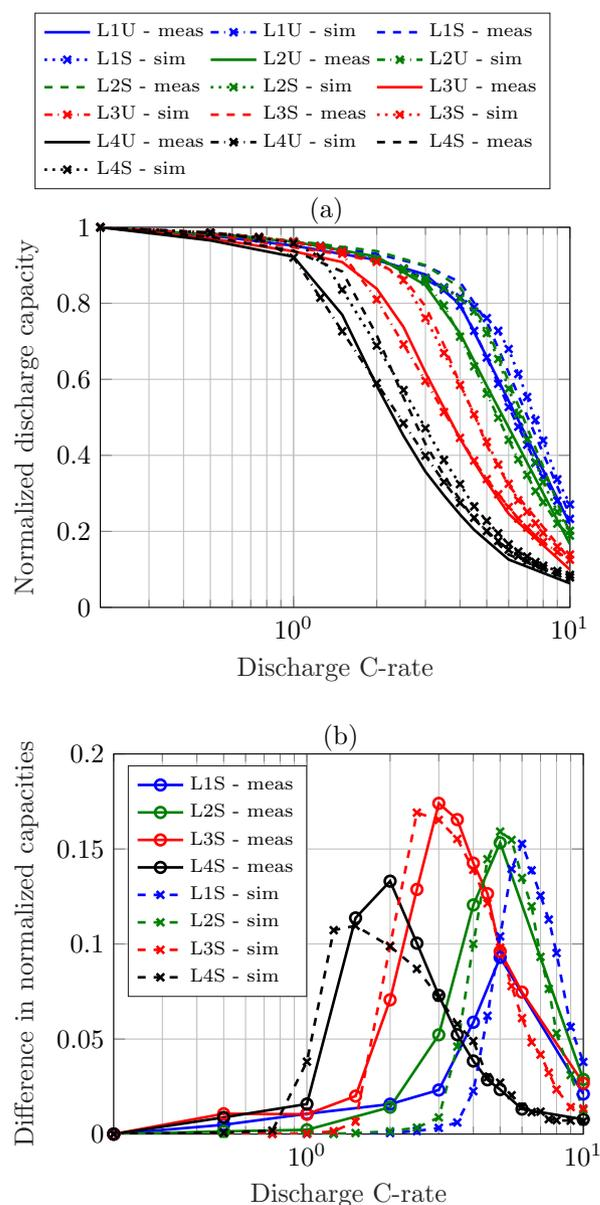 L1U - meas L1U - sim L1S - meas
L1S - sim L2U - meas L2U - sim
L2S - meas L2S - sim L3U - meas
L3U - sim L3S - meas L3S - sim
L4U - meas L4U - sim L4S - meas
L4S - sim
(a)
1
0.8
0.6
0.4
0.2
0
Normalized discharge capacity
10^0 10^1
Discharge C-rate
(b)
0.2
0.15
0.1
0.05
0
Difference in normalized capacities
L1S - meas
L2S - meas
L3S - meas
L4S - meas
L1S - sim
L2S - sim
L3S - sim
L4S - sim
10^0 10^1
Discharge C-rate